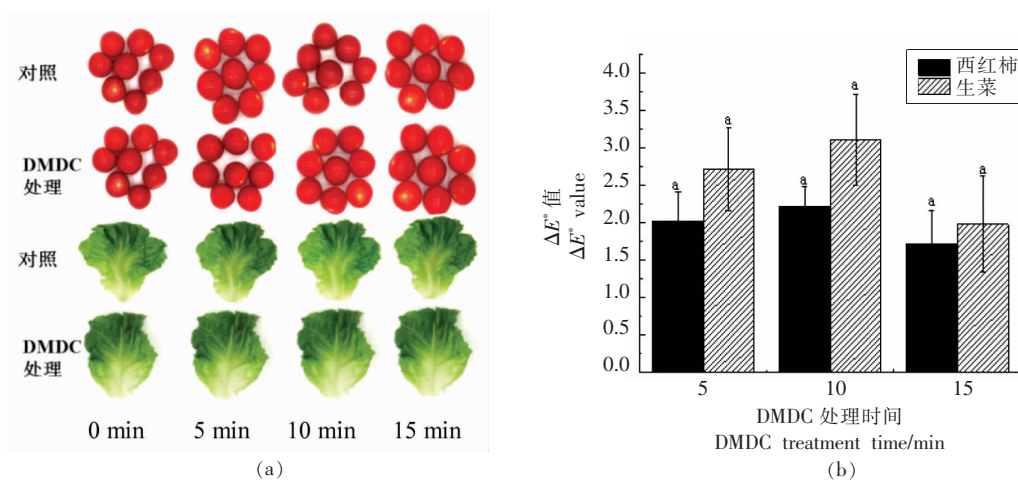 对照
DMDC
处理
对照
DMDC
处理
0 min 5 min 10 min 15 min
(a)
ΔE*值
ΔE* value
4.0
3.5
3.0
2.5
2.0
1.5
1.0
0.5
0.0
西红柿
生菜
a a a a a a
5 10 15
DMDC 处理时间
DMDC treatment time/min
(b)